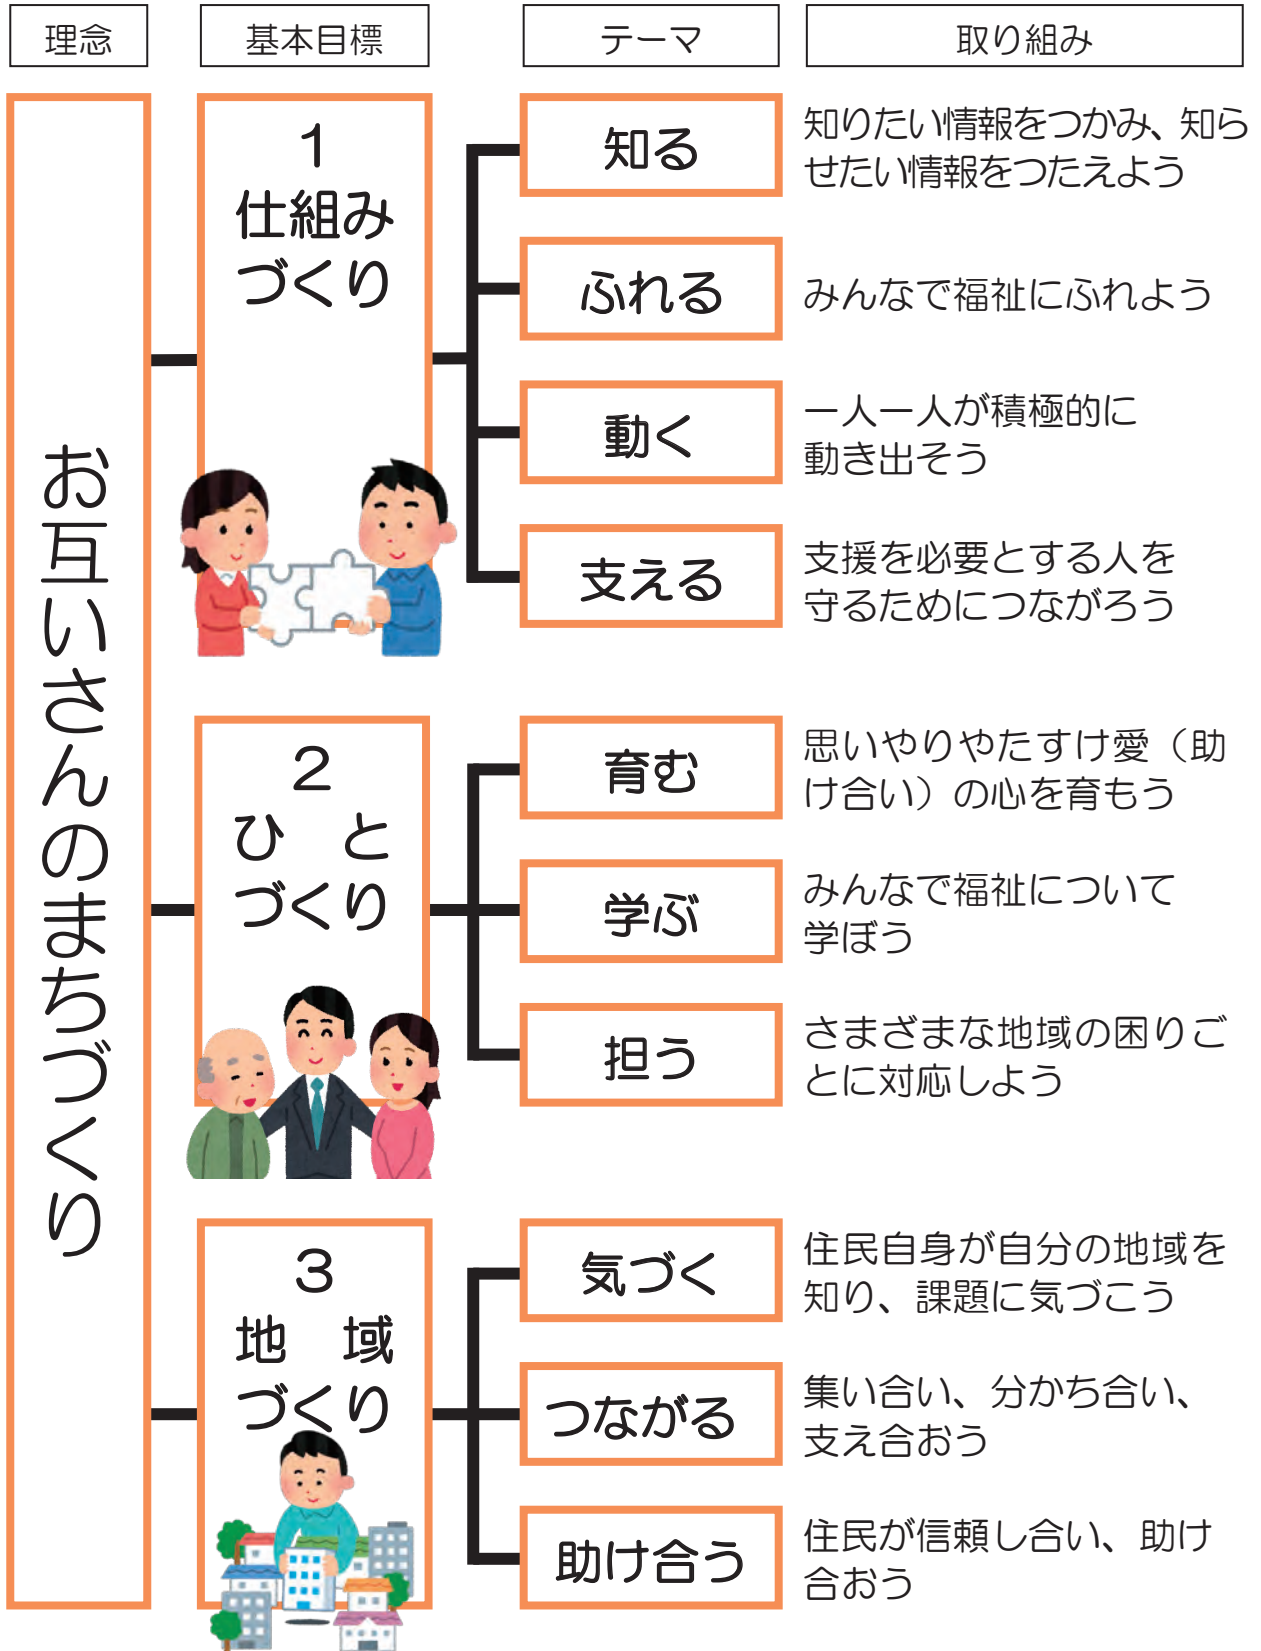 理念
基本目標
テーマ
取り組み
お互いさんのまちづくり
1
仕組み
づくり
知る
知りたい情報をつかみ、知ら
せたい情報をつたえよう
ふれる
みんなで福祉にふれよう
動く
一人一人が積極的に
動き出そう
支える
支援を必要とする人を
守るためにつながろう
2
ひ と
づくり
育む
思いやりやたすけ愛（助
け合い）の心を育もう
学ぶ
みんなで福祉について
学ぼう
担う
さまざまな地域の困りご
とに対応しよう
3
地 域
づくり
気づく
住民自身が自分の地域を
知り、課題に気づこう
つながる
集い合い、分かち合い、
支え合おう
助け合う
住民が信頼し合い、助け
合おう